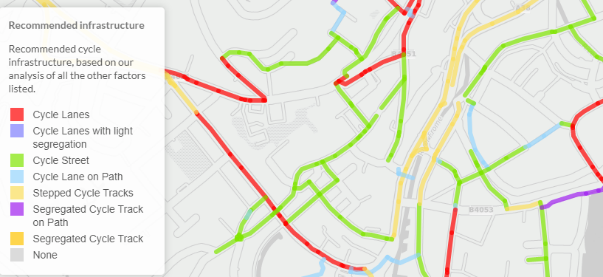 Recommended infrastructure
Recommended cycle
infrastructure, based on our
analysis of all the other factors
listed.
Cycle Lanes
Cycle Lanes with light
segregation
Cycle Street
Cycle Lane on Path
Stepped Cycle Tracks
Segregated Cycle Track
on Path
Segregated Cycle Track
None
B4053